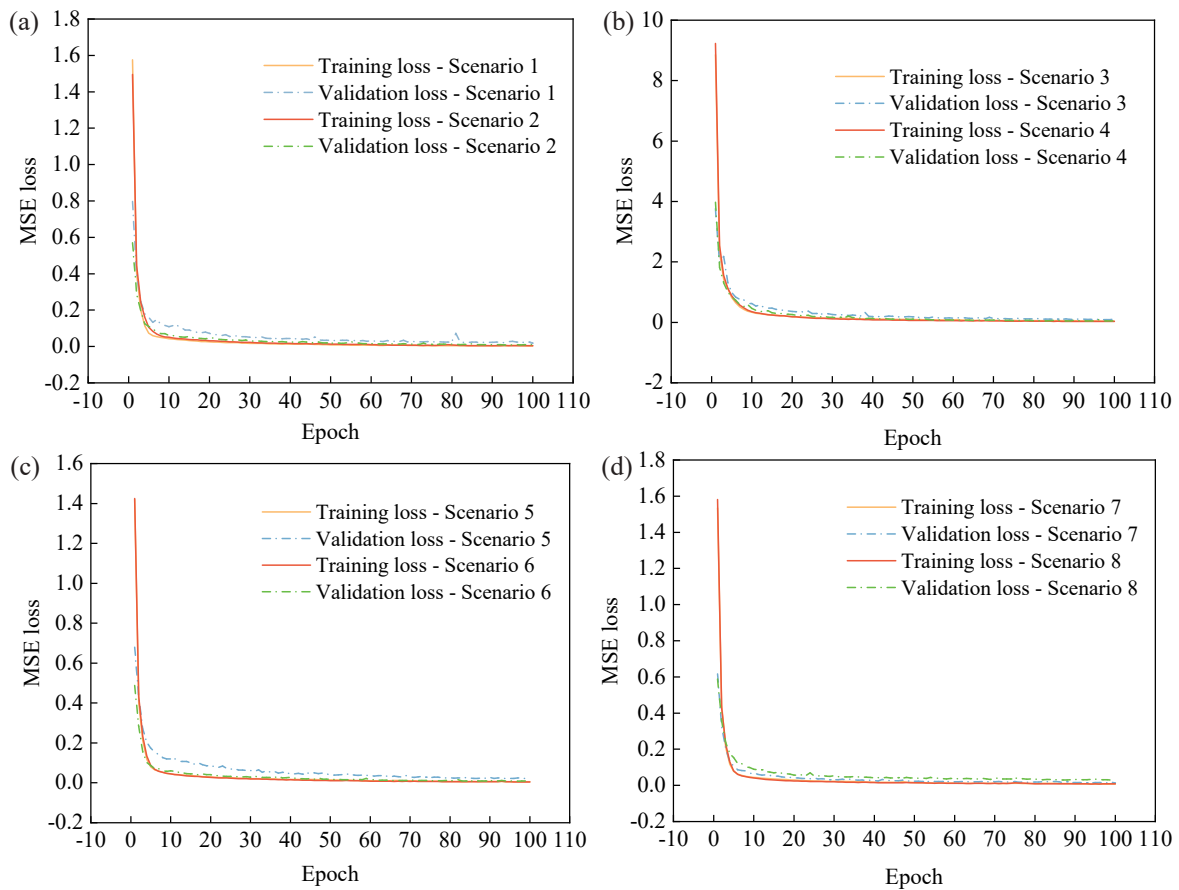 (a)
1.8
1.6
1.4
1.2
1.0
0.8
0.6
0.4
0.2
0.0
-0.2
MSE loss
Training loss - Scenario 1
Validation loss - Scenario 1
Training loss - Scenario 2
Validation loss - Scenario 2
-10 0 10 20 30 40 50 60 70 80 90 100 110
Epoch
(b)
10
8
6
4
2
0
-2
MSE loss
Training loss - Scenario 3
Validation loss - Scenario 3
Training loss - Scenario 4
Validation loss - Scenario 4
-10 0 10 20 30 40 50 60 70 80 90 100 110
Epoch
(c)
1.6
1.4
1.2
1.0
0.8
0.6
0.4
0.2
0.0
-0.2
MSE loss
Training loss - Scenario 5
Validation loss - Scenario 5
Training loss - Scenario 6
Validation loss - Scenario 6
-10 0 10 20 30 40 50 60 70 80 90 100 110
Epoch
(d)
1.8
1.6
1.4
1.2
1.0
0.8
0.6
0.4
0.2
0.0
-0.2
MSE loss
Training loss - Scenario 7
Validation loss - Scenario 7
Training loss - Scenario 8
Validation loss - Scenario 8
-10 0 10 20 30 40 50 60 70 80 90 100 110
Epoch